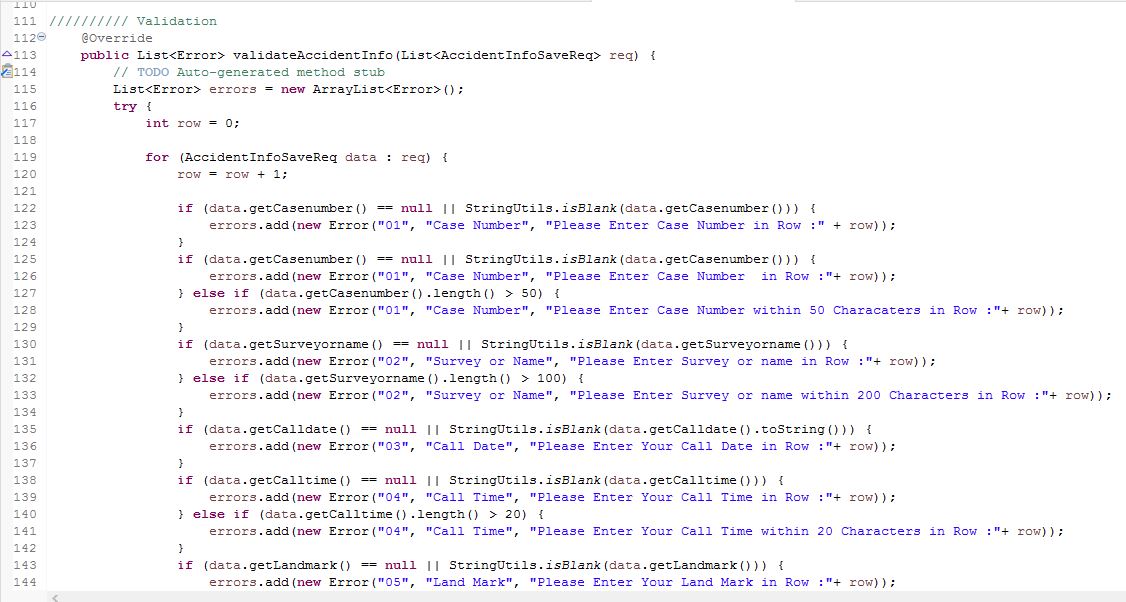 110
111 ////////// Validation
112 @Override
113 public List<Error> validateAccidentInfo(List<AccidentInfoSaveReq> req) {
114 // TODO Auto-generated method stub
115 List<Error> errors = new ArrayList<Error>();
116 try {
117 int row = 0;
118
119 for (AccidentInfoSaveReq data : req) {
120 row = row + 1;
121
122 if (data.getCasenumber() == null || StringUtils.isBlank(data.getCasenumber())) {
123 errors.add(new Error("01", "Case Number", "Please Enter Case Number in Row :" + row));
124 }
125 if (data.getCasenumber() == null || StringUtils.isBlank(data.getCasenumber())) {
126 errors.add(new Error("01", "Case Number", "Please Enter Case Number  in Row :"+ row));
127 } else if (data.getCasenumber().length() > 50) {
128 errors.add(new Error("01", "Case Number", "Please Enter Case Number within 50 Characaters in Row :"+ row));
129 }
130 if (data.getSurveyorname() == null || StringUtils.isBlank(data.getSurveyorname())) {
131 errors.add(new Error("02", "Survey or Name", "Please Enter Survey or name in Row :"+ row));
132 } else if (data.getSurveyorname().length() > 100) {
133 errors.add(new Error("02", "Survey or Name", "Please Enter Survey or name within 200 Characters in Row :"+ row));
134 }
135 if (data.getCalldate() == null || StringUtils.isBlank(data.getCalldate().toString())) {
136 errors.add(new Error("03", "Call Date", "Please Enter Your Call Date in Row :"+ row));
137 }
138 if (data.getCalltime() == null || StringUtils.isBlank(data.getCalltime())) {
139 errors.add(new Error("04", "Call Time", "Please Enter Your Call Time in Row :"+ row));
140 } else if (data.getCalltime().length() > 20) {
141 errors.add(new Error("04", "Call Time", "Please Enter Your Call Time within 20 Characters in Row :"+ row));
142 }
143 if (data.getLandmark() == null || StringUtils.isBlank(data.getLandmark())) {
144 errors.add(new Error("05", "Land Mark", "Please Enter Your Land Mark in Row :"+ row));